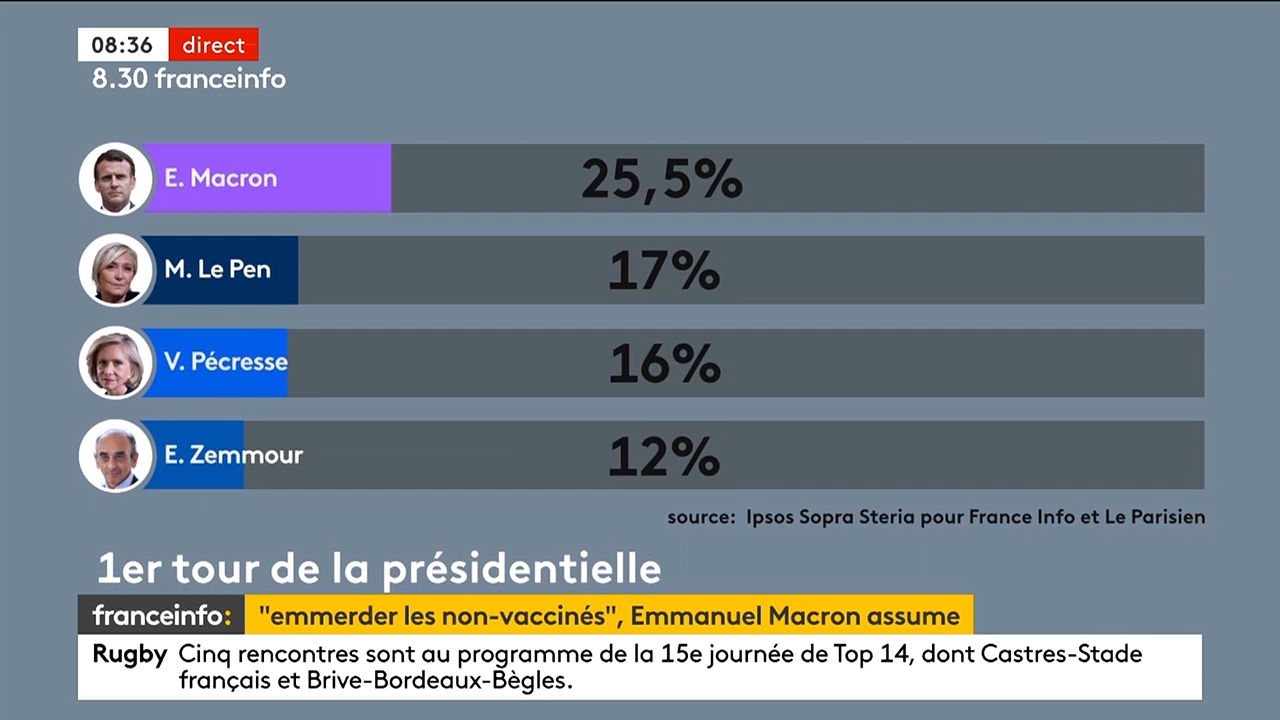 08:36 direct
8.30 franceinfo
E. Macron 25,5%
M. Le Pen 17%
V. Pécresse 16%
E. Zemmour 12%
source: Ipsos Sopra Steria pour France Info et Le Parisien
1er tour de la présidentielle
franceinfo: "emmerder les non-vaccinés", Emmanuel Macron assume
Rugby Cinq rencontres sont au programme de la 15e journée de Top 14, dont Castres-Stade
français et Brive-Bordeaux-Bègles.